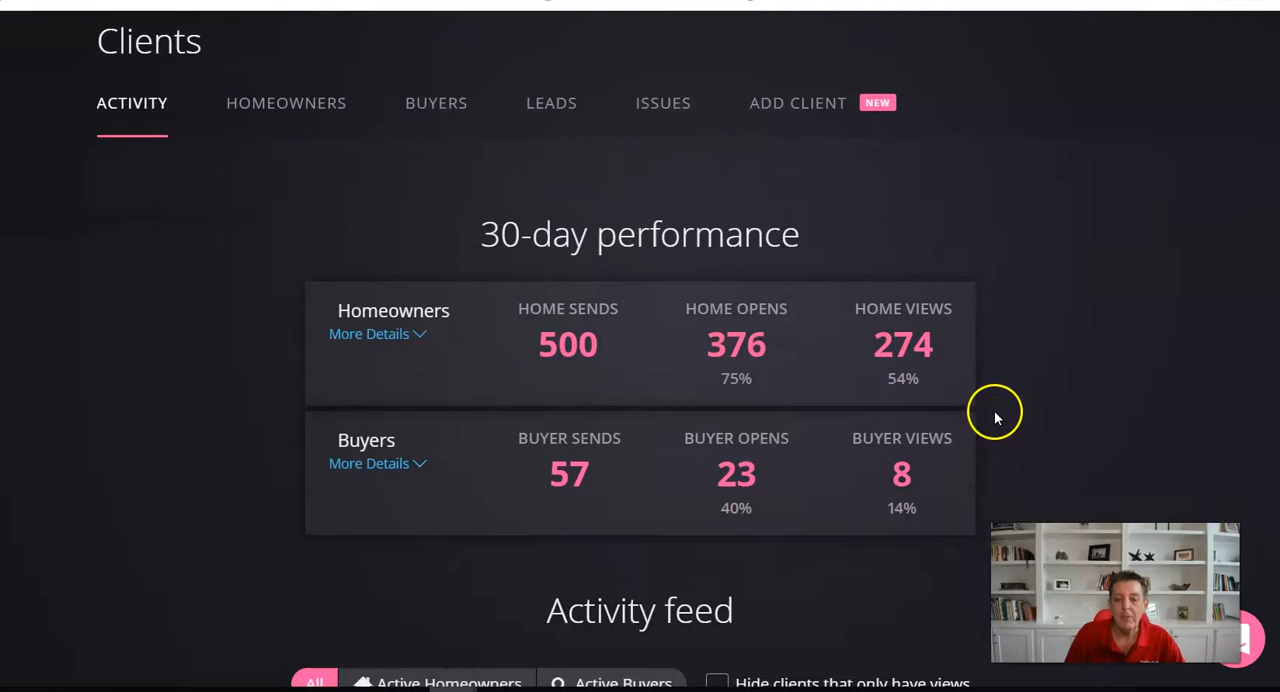 Clients
ACTIVITY HOMEOWNERS BUYERS LEADS ISSUES ADD CLIENT NEW
30-day performance
Homeowners HOME SENDS HOME OPENS HOME VIEWS
More Details 500 376 274
75% 54%
Buyers BUYER SENDS BUYER OPENS BUYER VIEWS
More Details 57 23 8
40% 14%
Activity feed
All Active Homeowners Active Buyers Hide clients that only have views